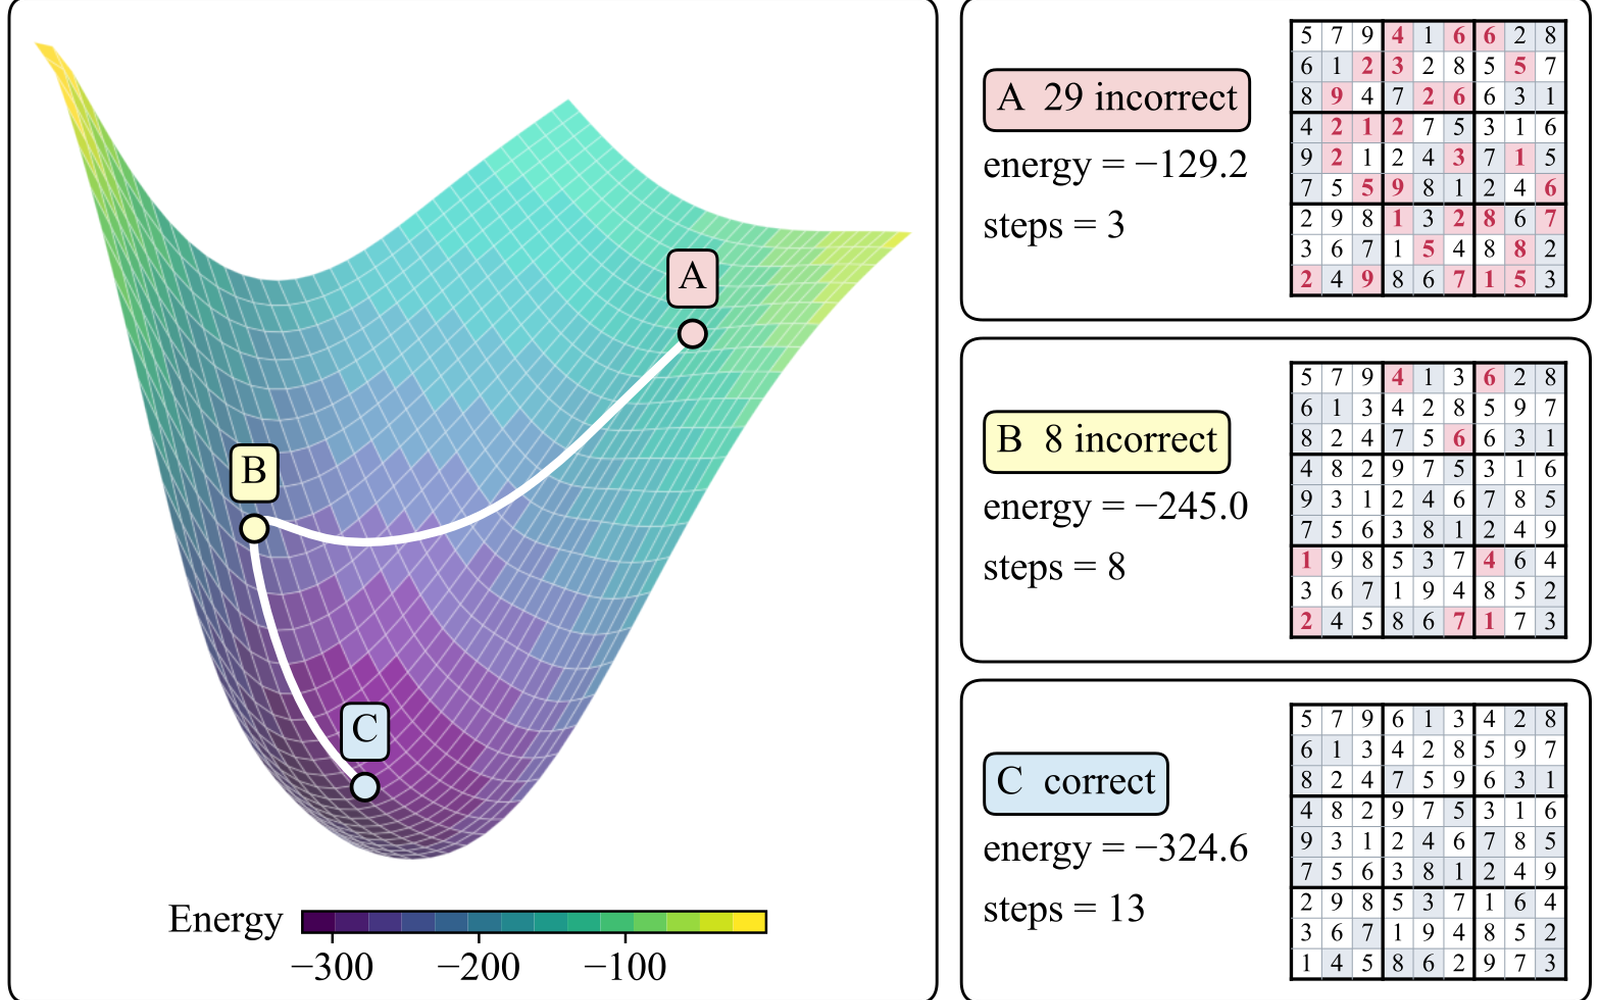 A
B
C
Energy
−300 −200 −100
A 29 incorrect
energy = −129.2
steps = 3
5 7 9 4 1 6 6 2 8
6 1 2 3 2 8 5 5 7
8 9 4 7 2 6 6 3 1
4 2 1 2 7 5 3 1 6
9 2 1 2 4 3 7 1 5
7 5 5 9 8 1 2 4 6
2 9 8 1 3 2 8 6 7
3 6 7 1 5 4 8 8 2
2 4 9 8 6 7 1 5 3
B 8 incorrect
energy = −245.0
steps = 8
5 7 9 4 1 3 6 2 8
6 1 3 4 2 8 5 9 7
8 2 4 7 5 6 6 3 1
4 8 2 9 7 5 3 1 6
9 3 1 2 4 6 7 8 5
7 5 6 3 8 1 2 4 9
1 9 8 5 3 7 4 6 4
3 6 7 1 9 4 8 5 2
2 4 5 8 6 7 1 7 3
C correct
energy = −324.6
steps = 13
5 7 9 6 1 3 4 2 8
6 1 3 4 2 8 5 9 7
8 2 4 7 5 9 6 3 1
4 8 2 9 7 5 3 1 6
9 3 1 2 4 6 7 8 5
7 5 6 3 8 1 2 4 9
2 9 8 5 3 7 1 6 4
3 6 7 1 9 4 8 5 2
1 4 5 8 6 2 9 7 3